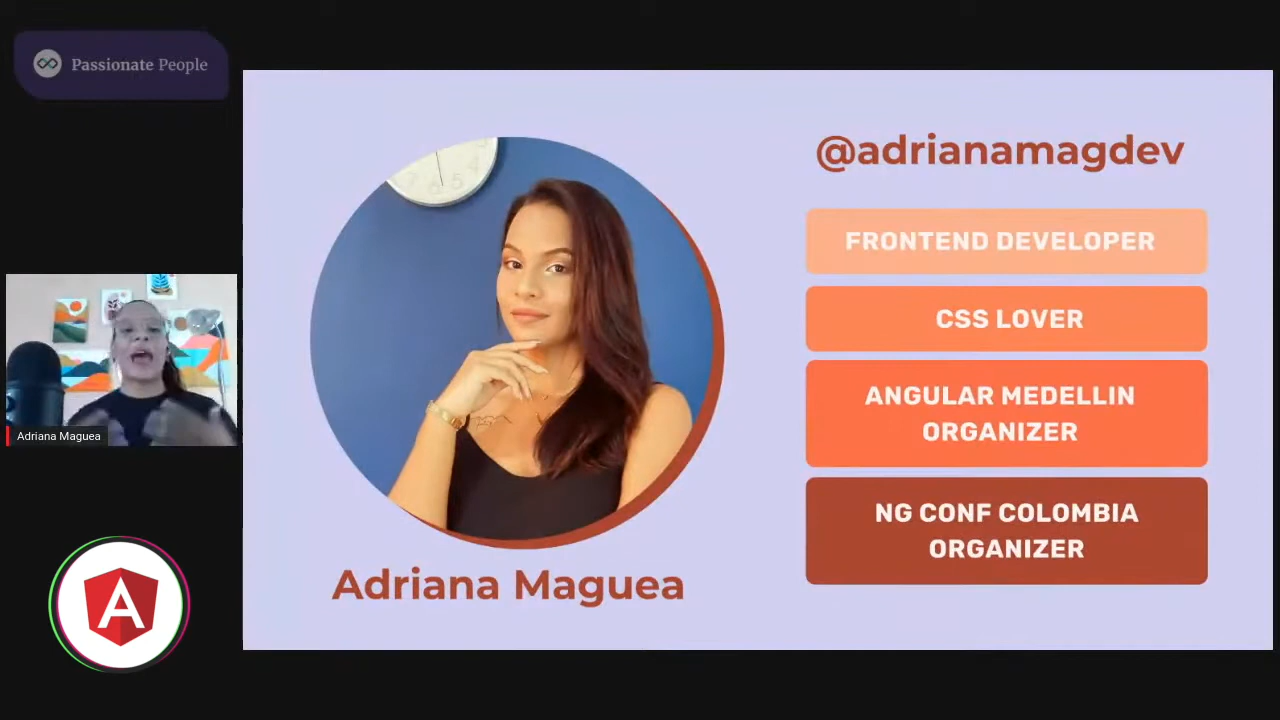 Passionate People
@adrianamagdev
FRONTEND DEVELOPER
CSS LOVER
ANGULAR MEDELLIN
ORGANIZER
NG CONF COLOMBIA
ORGANIZER
Adriana Maguea
Adriana Maguea
A